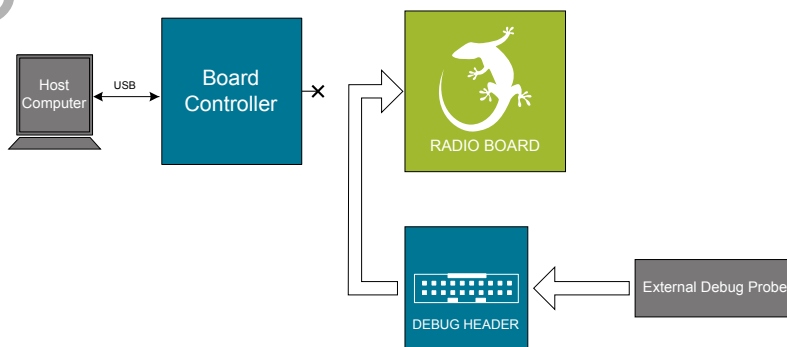 Host
Computer
USB
Board
Controller
RADIO BOARD
DEBUG HEADER
External Debug Probe